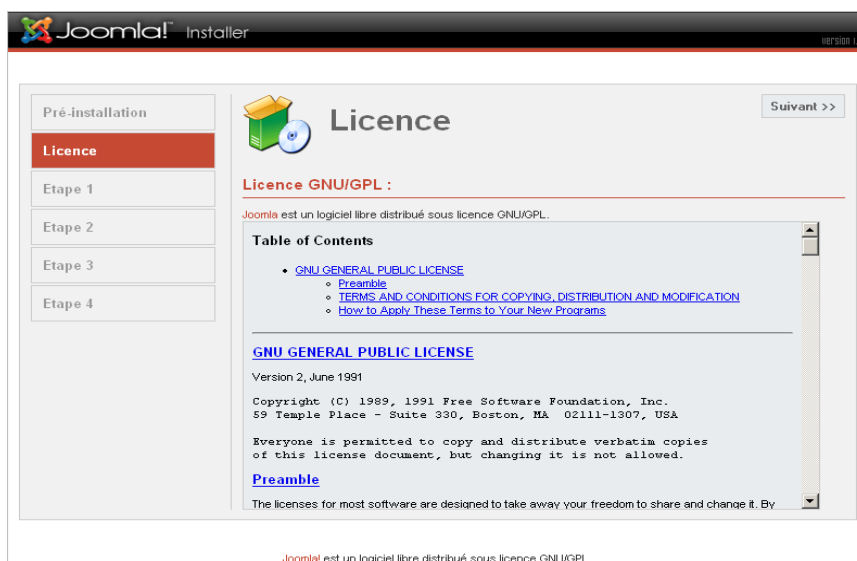 Joomla!™ Installer
version 1.
Pré-installation
Licence
Etape 1
Etape 2
Etape 3
Etape 4
Licence
Suivant >>
Licence GNU/GPL :
Joomla est un logiciel libre distribué sous licence GNU/GPL.
Table of Contents
• GNU GENERAL PUBLIC LICENSE
○ Preamble
○ TERMS AND CONDITIONS FOR COPYING, DISTRIBUTION AND MODIFICATION
○ How to Apply These Terms to Your New Programs
GNU GENERAL PUBLIC LICENSE
Version 2, June 1991
Copyright (C) 1989, 1991 Free Software Foundation, Inc.
59 Temple Place - Suite 330, Boston, MA 02111-1307, USA
Everyone is permitted to copy and distribute verbatim copies
of this license document, but changing it is not allowed.
Preamble
The licenses for most software are designed to take away your freedom to share and change it. By
Joomla! est un logiciel libre distribué sous licence GNU/GPL.